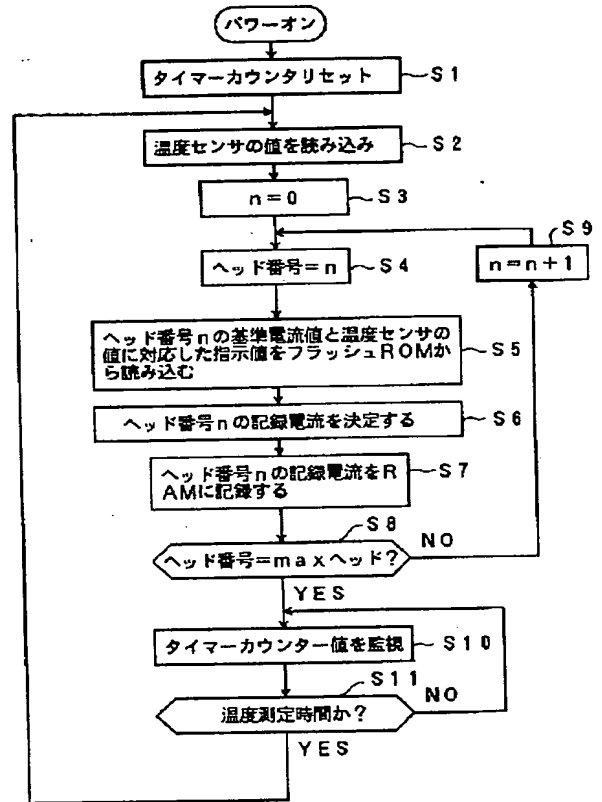 パワーオン
タイマーカウンタリセット
S1
温度センサの値を読み込み
S2
n=0
S3
S9
ヘッド番号=n
S4
n=n+1
ヘッド番号nの基準電流値と温度センサの
値に対応した指示値をフラッシュROMか
ら読み込む
S5
ヘッド番号nの記録電流を決定する
S6
ヘッド番号nの記録電流をR
AMに記録する
S7
S8
ヘッド番号=maxヘッド?
NO
YES
タイマーカウンター値を監視
S10
S11
温度測定時間か?
NO
YES